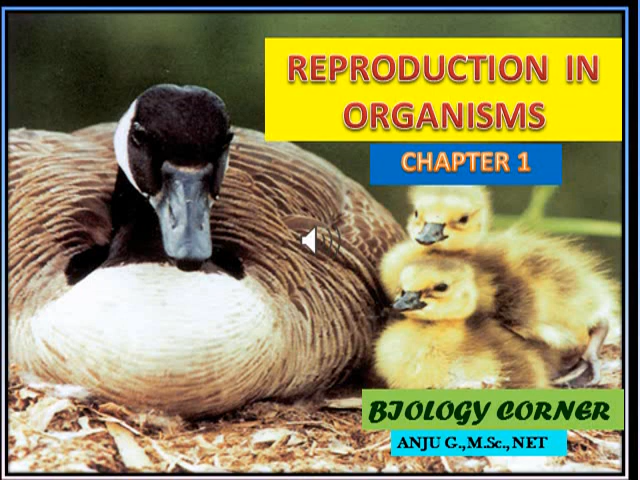 REPRODUCTION IN
ORGANISMS
CHAPTER 1
BIOLOGY CORNER
ANJU G.,M.Sc.,NET